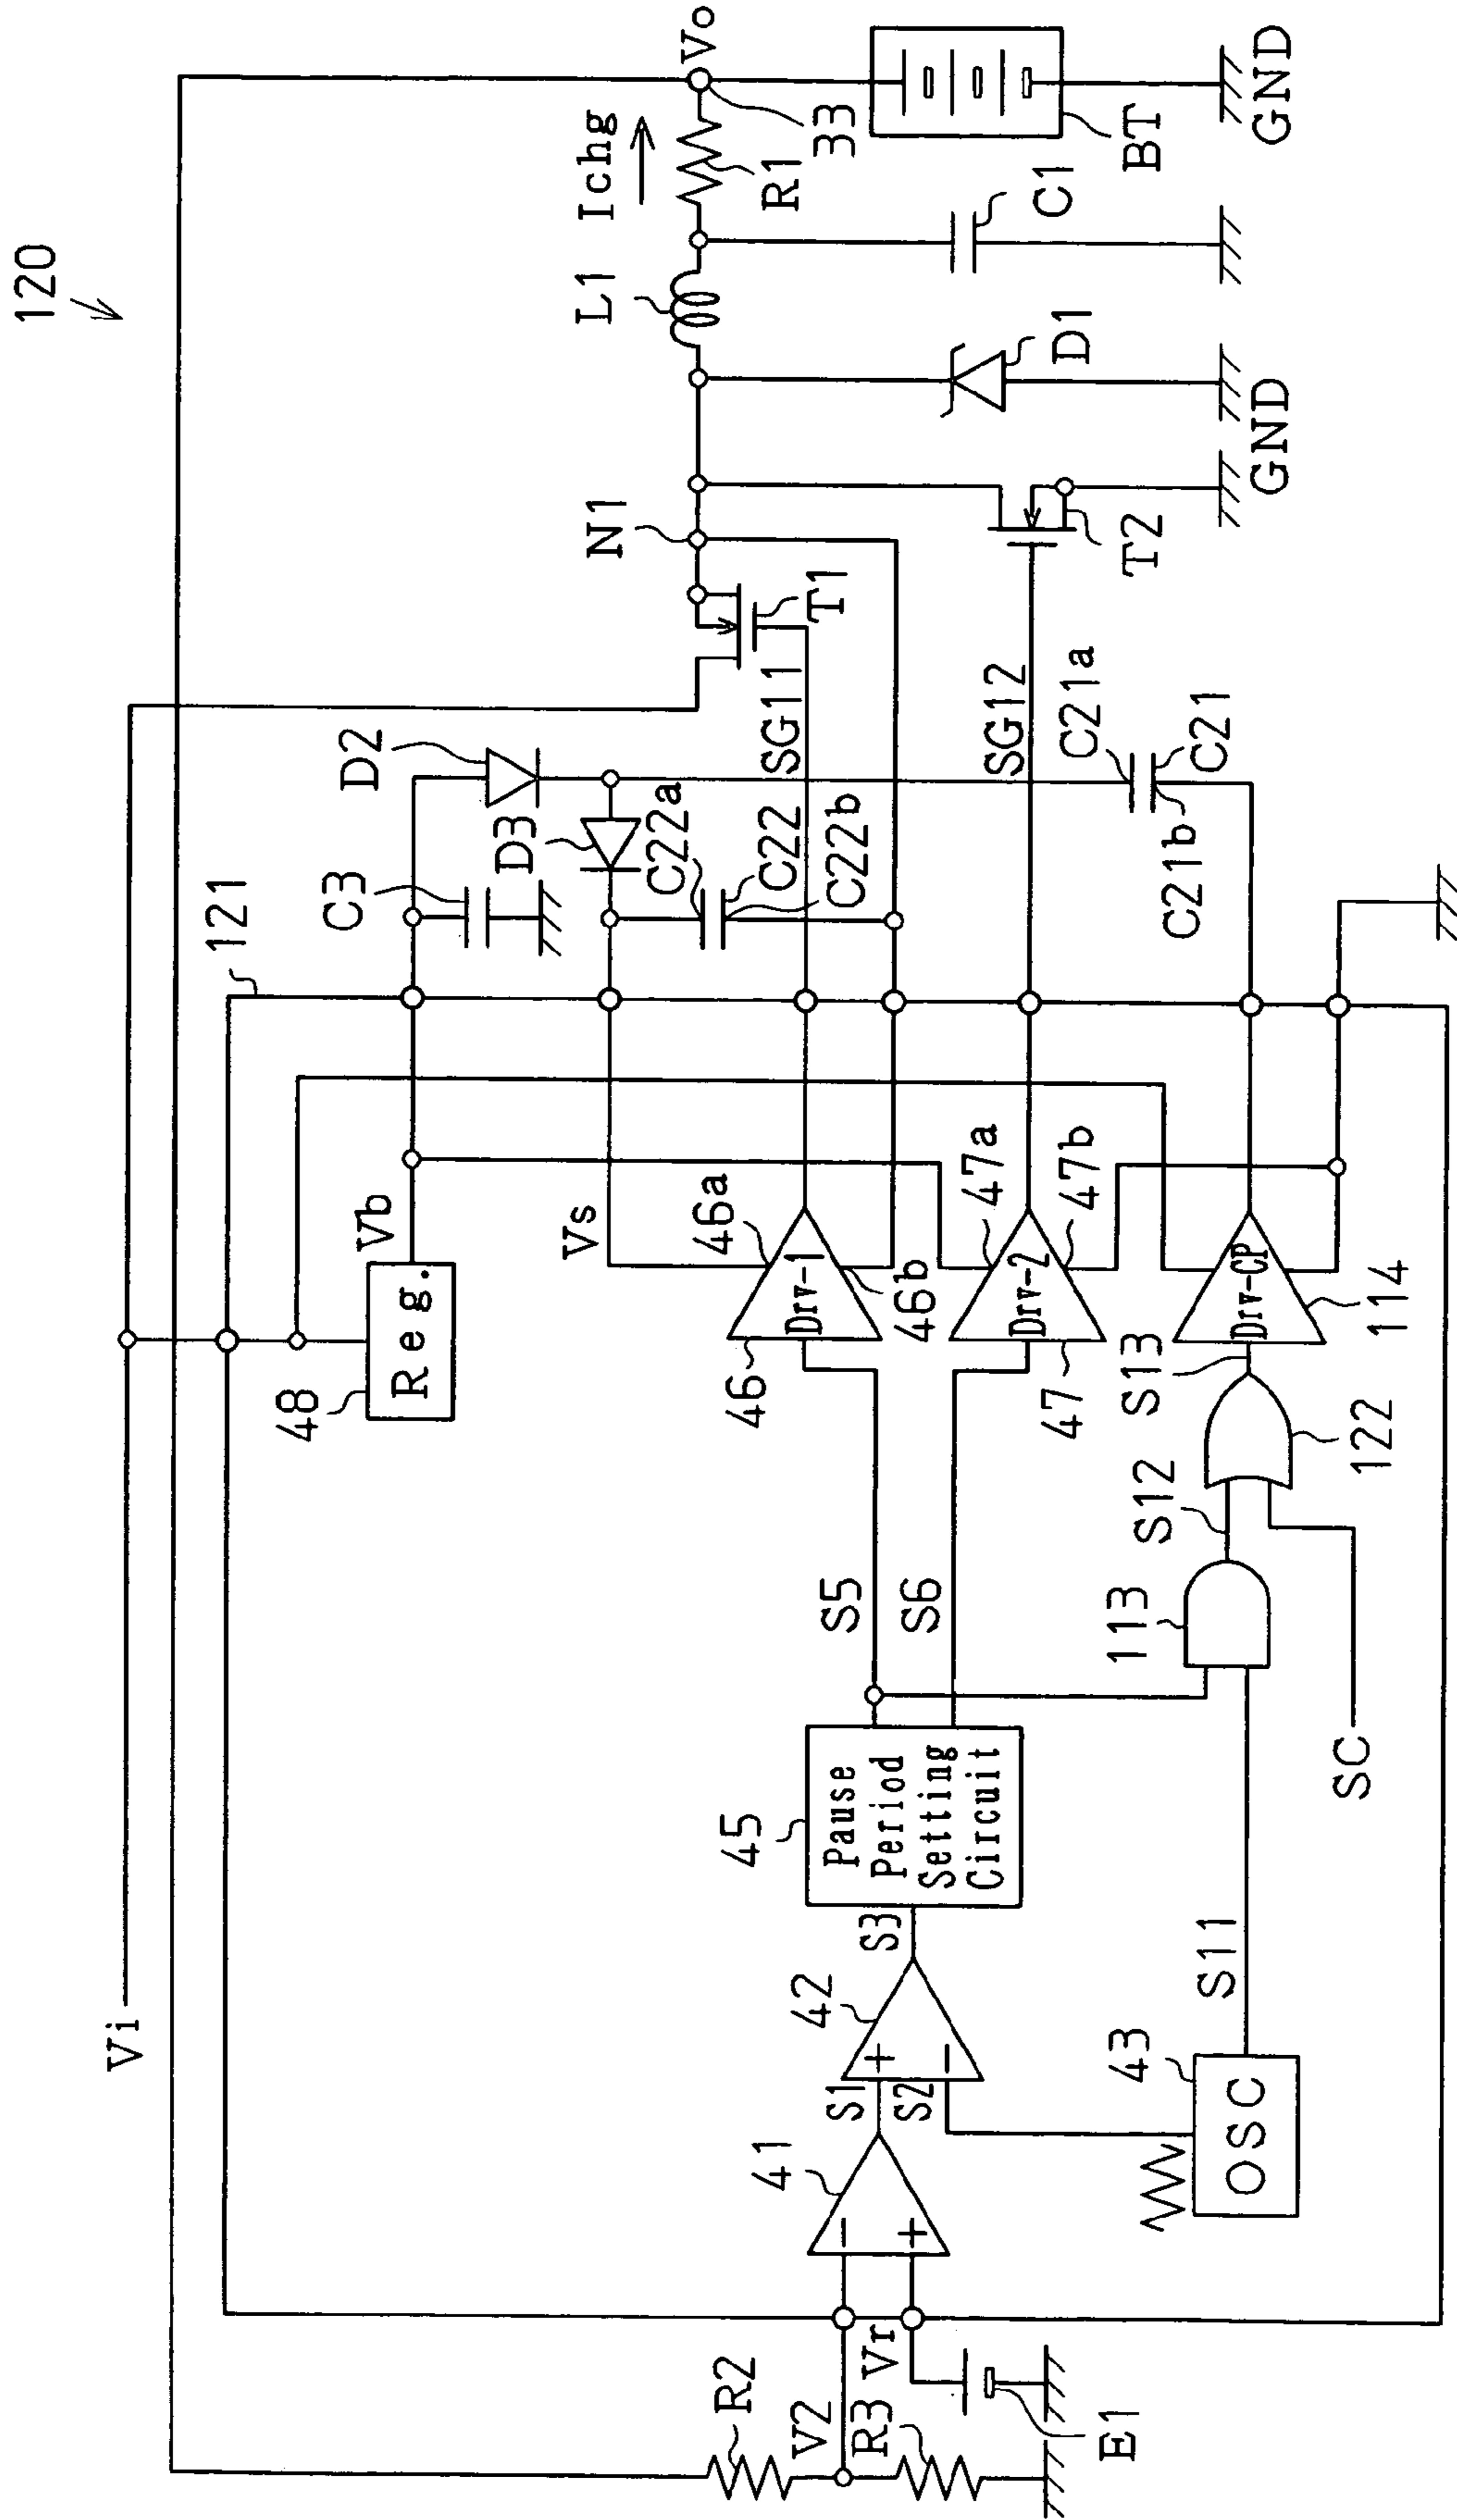 120
Vi
121
48
Reg.
Vb
C3
D2
D3
Vs
C22a
C22
C22b
N1
L1
Ichg
Vo
R1
33
T1
SG11
46
Drv-1
46a
46b
SG12
T2
GND
D1
C1
BT
GND
C21a
C21
C21b
47
Drv-2
47a
47b
Drv-CP
114
S13
122
S12
113
SC
S5
S6
45
Pause
Period
Setting
Circuit
S3
42
+
−
S1
S2
41
−
+
43
OSC
S11
R2
V2
R3
Vr
E1